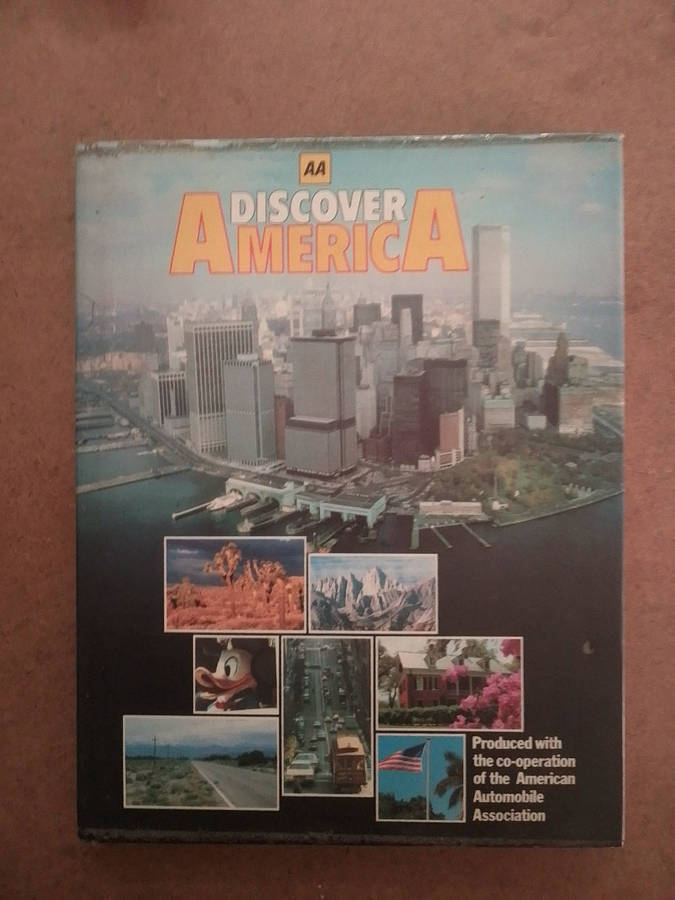 AA
DISCOVER
AMERICA
Produced with
the co-operation
of the American
Automobile
Association